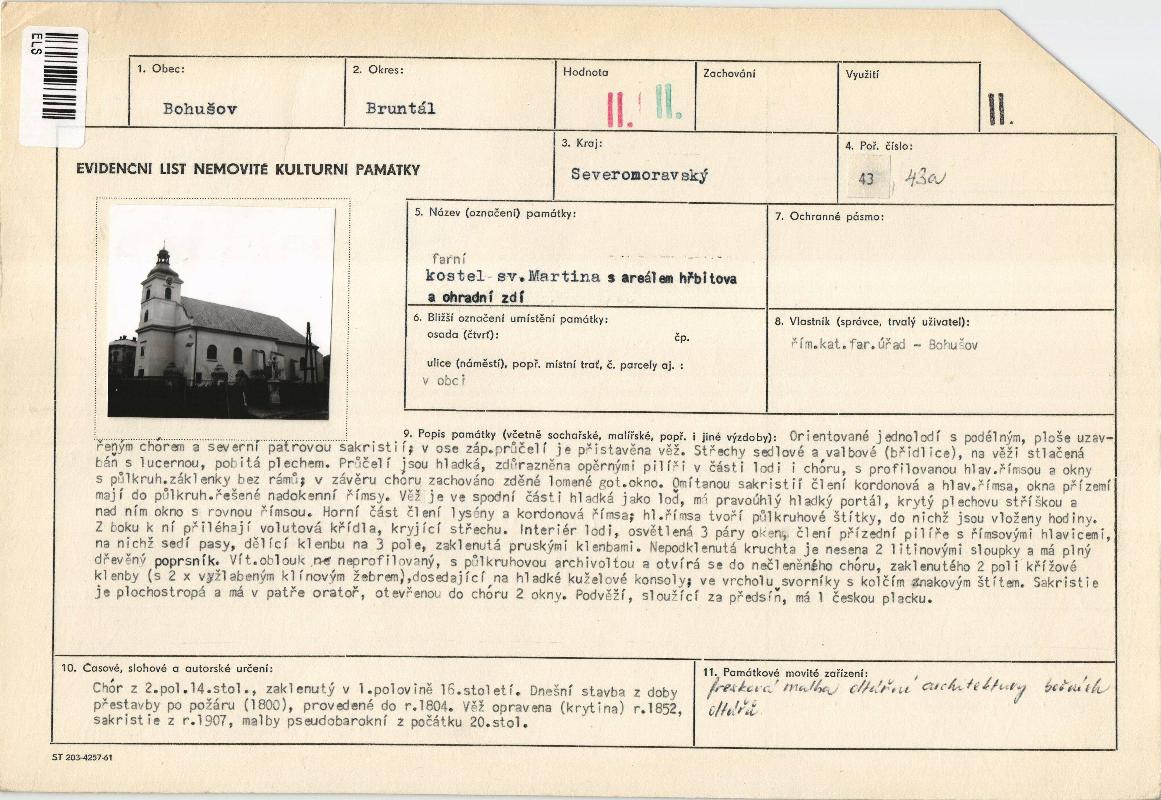 ELS
1. Obec:
Bohušov
2. Okres:
Bruntál
Hodnota
II. II.
Zachování
Využití
II.
EVIDENČNÍ LIST NEMOVITÉ KULTURNÍ PAMÁTKY
3. Kraj:
Severomoravský
4. Poř. číslo:
43, 43a
5. Název (označení) památky:
farní
kostel sv.Martina s areálem hřbitova
a ohradní zdí
7. Ochranné pásmo:
6. Bližší označení umístění památky:
osada (čtvrť): čp.
ulice (náměstí), popř. místní trať, č. parcely aj. :
v obci
8. Vlastník (správce, trvalý uživatel):
řím.kat.far.úřad - Bohušov
9. Popis památky (včetně sochařské, malířské, popř. i jiné výzdoby): Orientované jednolodí s podélným, ploše uzav-
řeným chórem a severní patrovou sakristií; v ose záp.průčelí je přistavěna věž. Střechy sedlové a valbové (břidlice), na věži stlačená
báň s lucernou, pobitá plechem. Průčelí jsou hladká, zdůrazněna opěrnými pilíři v části lodi i chóru, s profilovanou hlav.římsou a okny
s půlkruh.záklenky bez rámů; v závěru chóru zachováno zděné lomené got.okno. Omítanou sakristií člení kordonová a hlav.římsa, okna přízemí
mají do půlkruh.řešené nadokenní římsy. Věž je ve spodní části hladká jako loď, má pravoúhlý hladký portál, krytý plechovu stříškou a
nad ním okno s rovnou římsou. Horní část člení lysény a kordonová římsa; hl.římsa tvoří půlkruhové štítky, do nichž jsou vloženy hodiny.
Z boku k ní přiléhají volutová křídla, kryjící střechu. Interiér lodi, osvětlená 3 páry oken, člení přízední pilíře s římsovými hlavicemi,
na nichž sedí pasy, dělící klenbu na 3 pole, zaklenutá pruskými klenbami. Nepodklenutá kruchta je nesena 2 litinovými sloupky a má plný
dřevěný poprsník. Vít.oblouk ne neprofilovaný, s půlkruhovou archivoltou a otvírá se do nečleněného chóru, zaklenutého 2 poli křížové
klenby (s 2 x vyžlabeným klínovým žebrem),dosedající na hladké kuželové konsoly; ve vrcholu svorníky s kolčím znakovým štítem. Sakristie
je plochostropá a má v patře oratoř, otevřenou do chóru 2 okny. Podvěží, sloužící za předsíň, má 1 českou placku.
10. Časové, slohové a autorské určení:
Chór z 2.pol.14.stol., zaklenutý v 1.polovině 16.století. Dnešní stavba z doby
přestavby po požáru (1800), provedené do r.1804. Věž opravena (krytina) r.1852,
sakristie z r.1907, malby pseudobarokní z počátku 20.stol.
11. Památkové movité zařízení:
fresková malba oltářní architektury bočních
oltářů
ST 203-4257-61